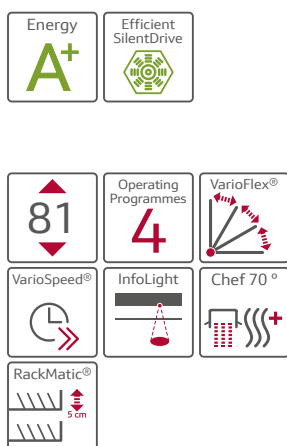 Energy
A+
Efficient
SilentDrive
81
Operating
Programmes
4
VarioFlex®
VarioSpeed®
InfoLight
Chef 70 º
+
RackMatic®
5 cm